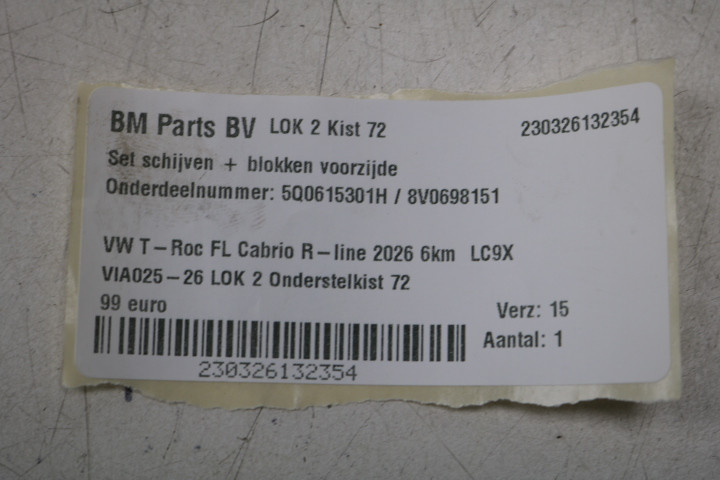 BM Parts BV LOK 2 Kist 72 230326132354
Set schijven + blokken voorzijde
Onderdeelnummer: 5Q0615301H / 8V0698151
VW T-Roc FL Cabrio R-line 2026 6km LC9X
VIA025-26 LOK 2 Onderstelkist 72
99 euro Verz: 15
Aantal: 1
230326132354